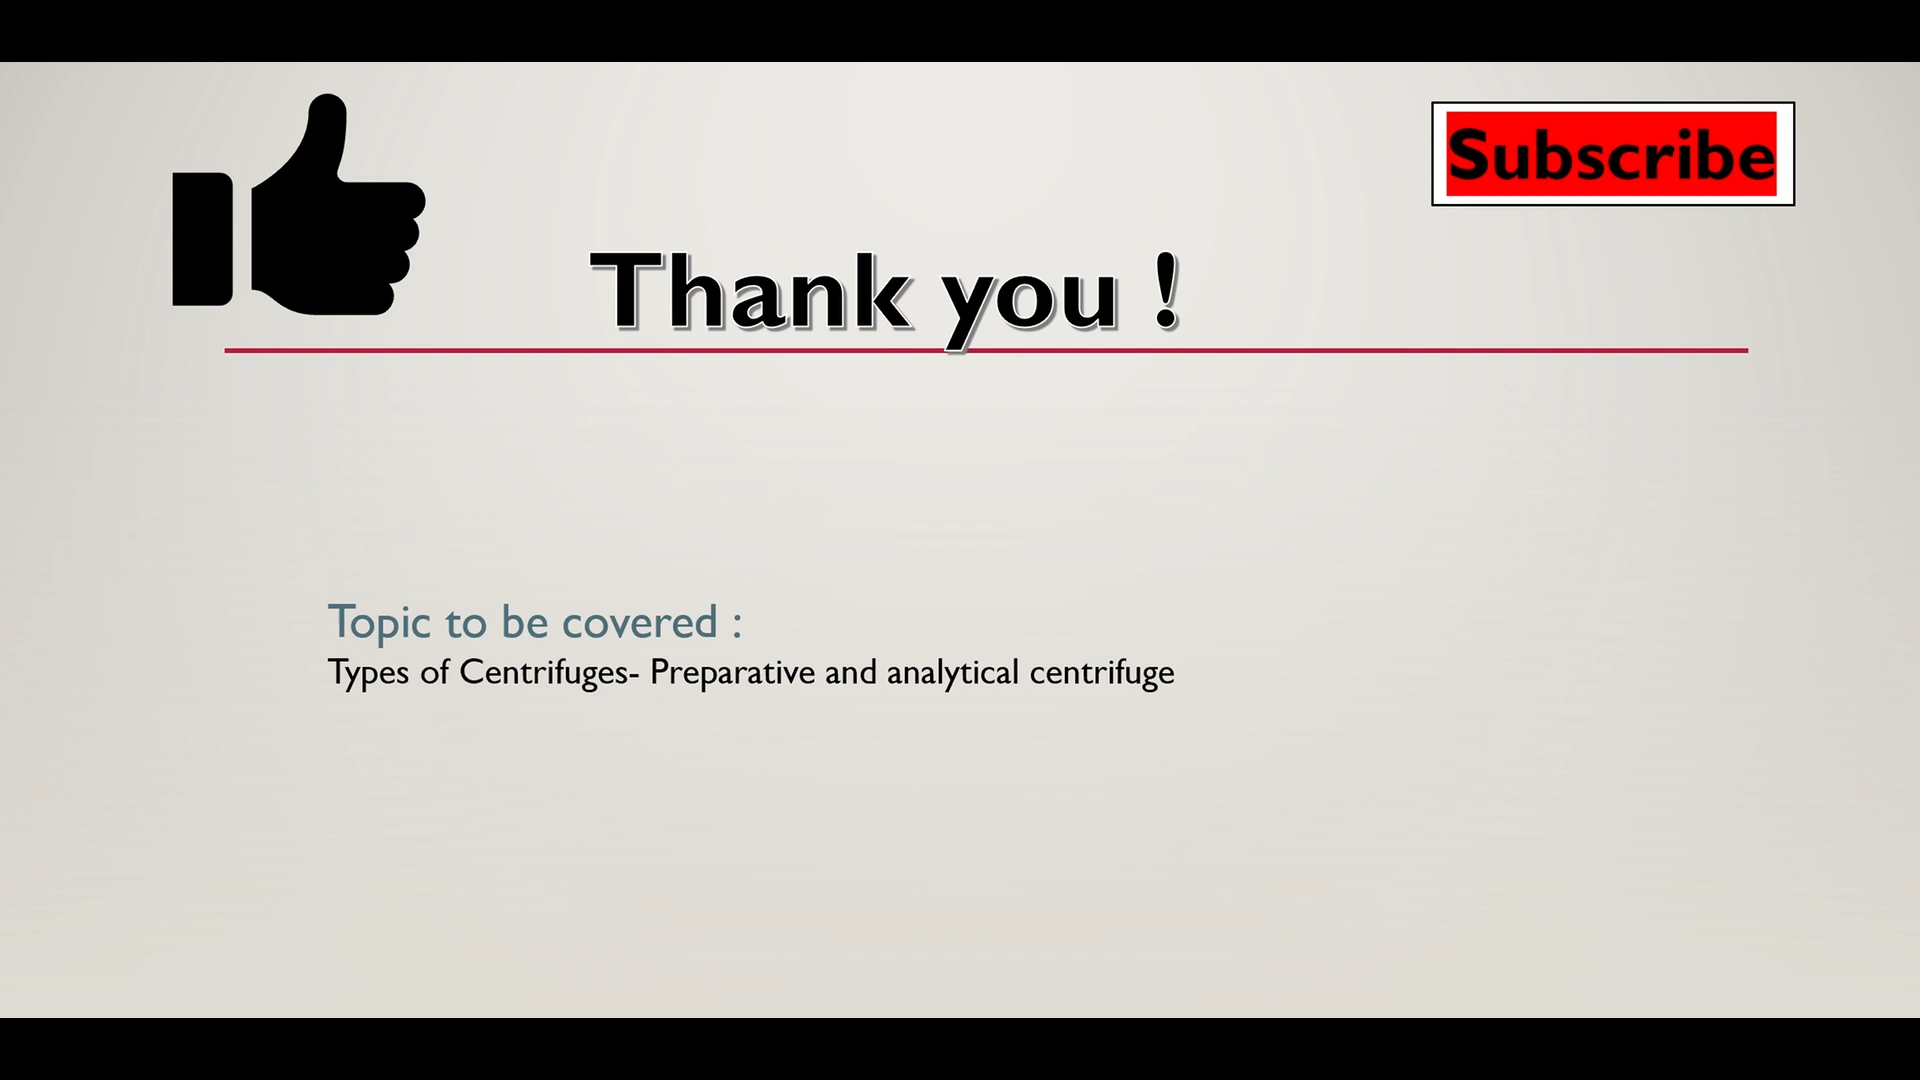 Subscribe
Thank you !
Topic to be covered :
Types of Centrifuges- Preparative and analytical centrifuge